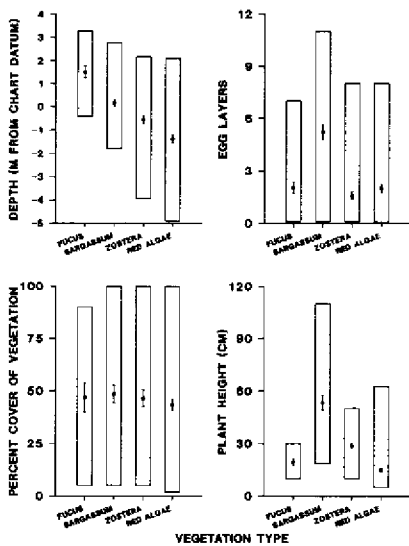 DEPTH (M FROM CHART DATUM)
4
3
2
1
0
-1
-2
-3
-4
-5
FUCUS
SARGASSUM
ZOSTERA
RED ALGAE
EGG LAYERS
12
9
6
3
0
FUCUS
SARGASSUM
ZOSTERA
RED ALGAE
PERCENT COVER OF VEGETATION
100
75
50
25
0
FUCUS
SARGASSUM
ZOSTERA
RED ALGAE
PLANT HEIGHT (CM)
120
90
60
30
0
FUCUS
SARGASSUM
ZOSTERA
RED ALGAE
VEGETATION TYPE